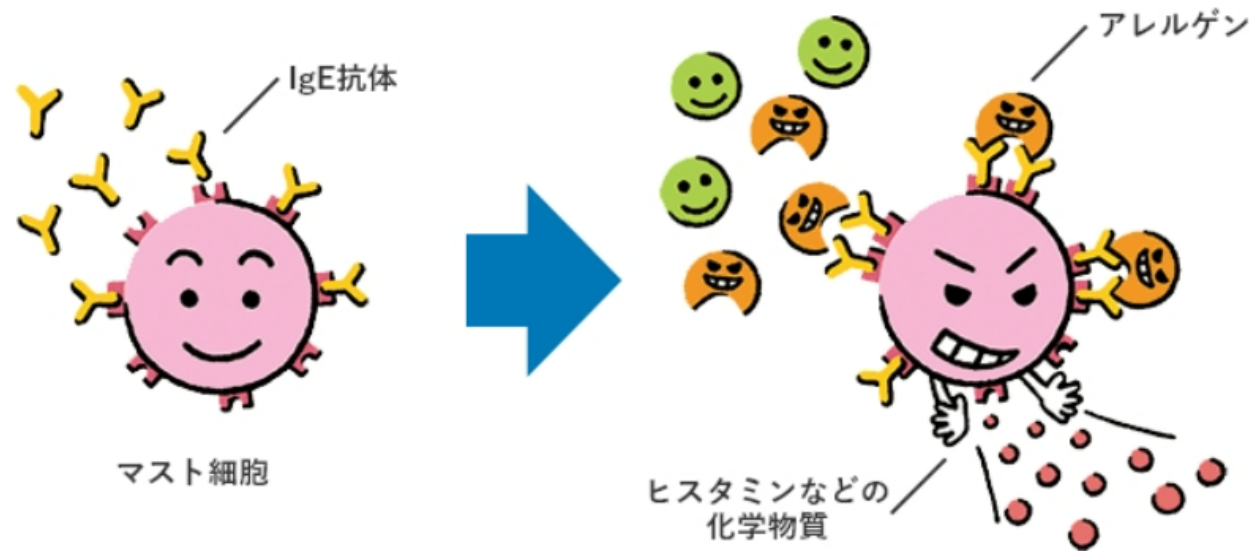 IgE抗体
マスト細胞
アレルゲン
ヒスタミンなどの
化学物質